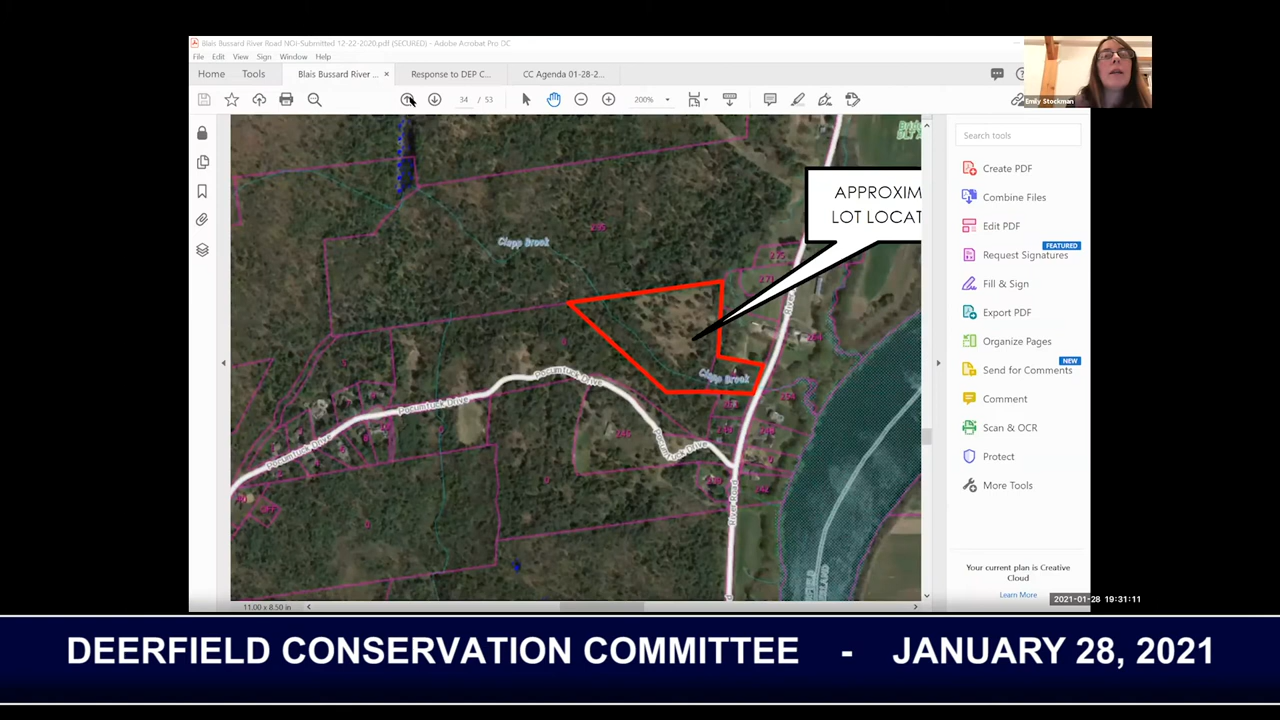 Blais Bussard River Road NOI-Submitted 12-22-2020.pdf (SECURED) - Adobe Acrobat Pro DC
File Edit View Sign Window Help
Home Tools Blais Bussard River ... × Response to DEP C... CC Agenda 01-28-2...
34 / 53 200%
Emily Stockman
Search tools
Create PDF
Combine Files
Edit PDF
FEATURED
Request Signatures
Fill & Sign
Export PDF
Organize Pages
NEW
Send for Comments
Comment
Scan & OCR
Protect
More Tools
Your current plan is Creative
Cloud
Learn More
APPROXIM
LOT LOCAT
Clapp Brook
Clapp Brook
Pocumtuck Drive
Pocumtuck Drive
Pocumtuck Drive
Pocumtuck Drive
River Road
11.00 x 8.50 in
2021-01-28 19:31:11
DEERFIELD CONSERVATION COMMITTEE - JANUARY 28, 2021